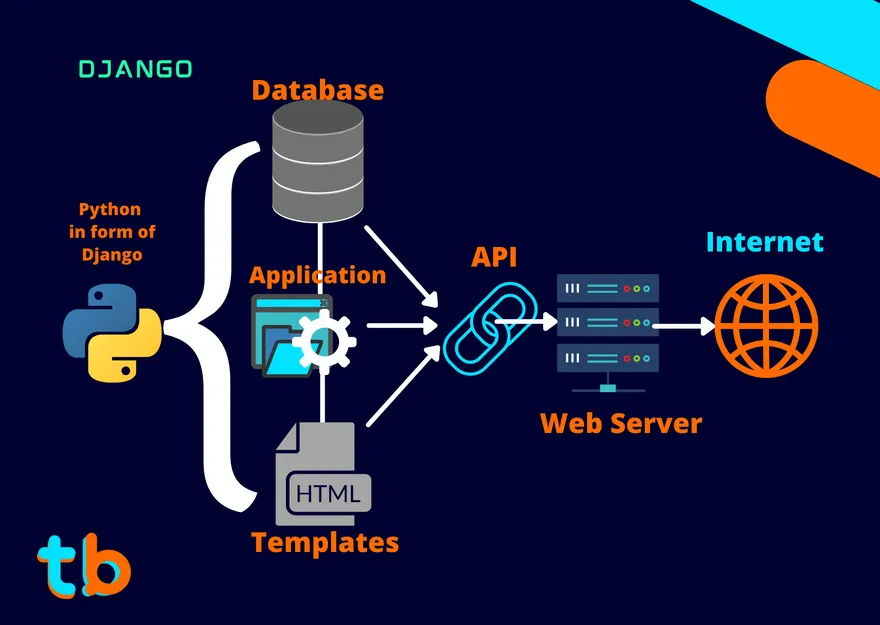 DJANGO
Database
Python
in form of
Django
Application
API
Internet
Web Server
HTML
Templates
tb